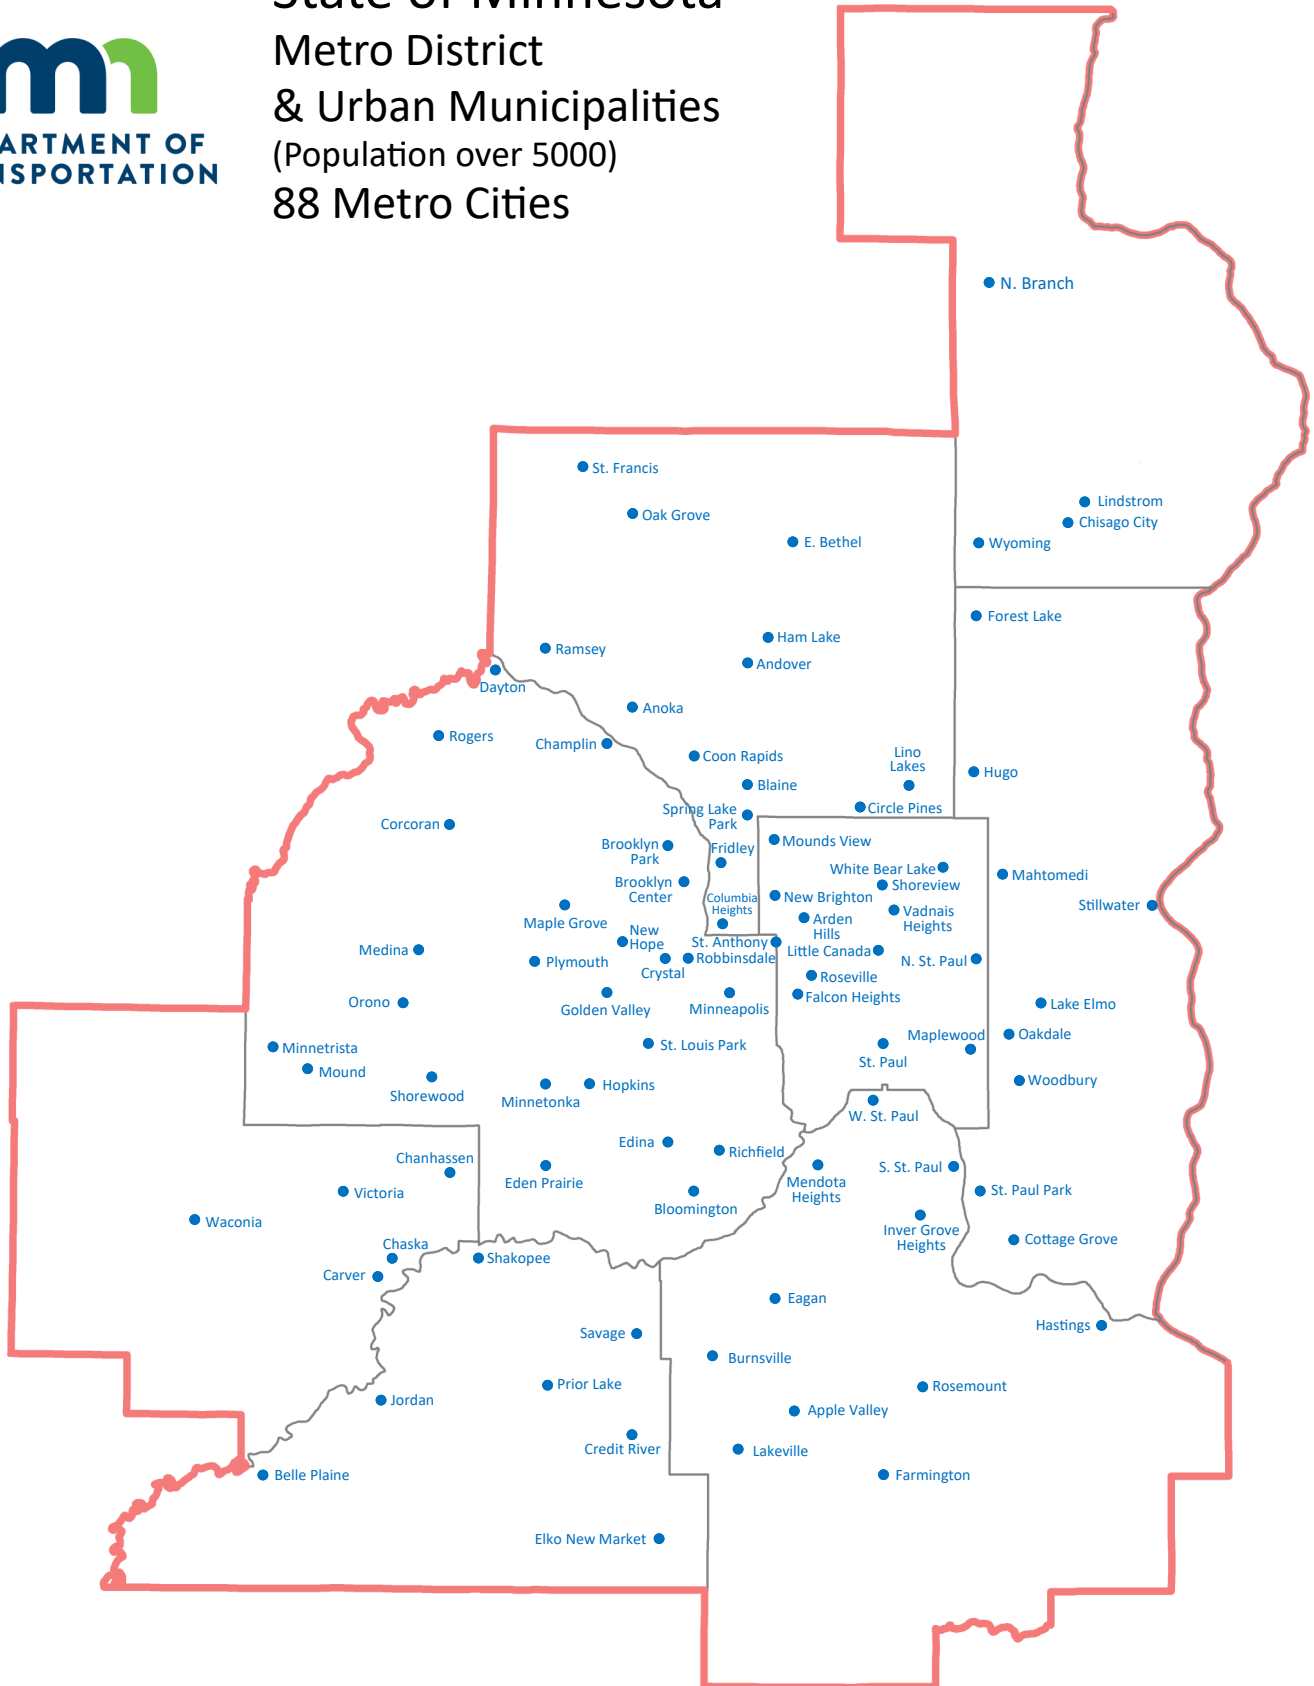 State of Minnesota
Metro District
& Urban Municipalities
(Population over 5000)
88 Metro Cities
ARTMENT OF
NSPORTATION
N. Branch
St. Francis
Oak Grove
E. Bethel
Lindstrom
Chisago City
Wyoming
Forest Lake
Ham Lake
Ramsey
Andover
Dayton
Anoka
Rogers
Champlin
Coon Rapids
Lino
Lakes
Hugo
Blaine
Circle Pines
Spring Lake
Park
Corcoran
Mounds View
Brooklyn
Park
Fridley
White Bear Lake
Mahtomedi
Shoreview
Brooklyn
Center
New Brighton
Columbia
Heights
Stillwater
Vadnais
Heights
Maple Grove
Arden
Hills
New
Hope
St. Anthony
Medina
Little Canada
Robbinsdale
N. St. Paul
Plymouth
Crystal
Roseville
Falcon Heights
Orono
Lake Elmo
Golden Valley
Minneapolis
Oakdale
Maplewood
St. Louis Park
Minnetrista
St. Paul
Mound
Woodbury
Hopkins
Shorewood
Minnetonka
W. St. Paul
Edina
Richfield
Chanhassen
S. St. Paul
Eden Prairie
Mendota
Heights
St. Paul Park
Victoria
Bloomington
Waconia
Inver Grove
Heights
Cottage Grove
Chaska
Shakopee
Carver
Eagan
Hastings
Savage
Burnsville
Prior Lake
Rosemount
Jordan
Apple Valley
Credit River
Lakeville
Belle Plaine
Farmington
Elko New Market